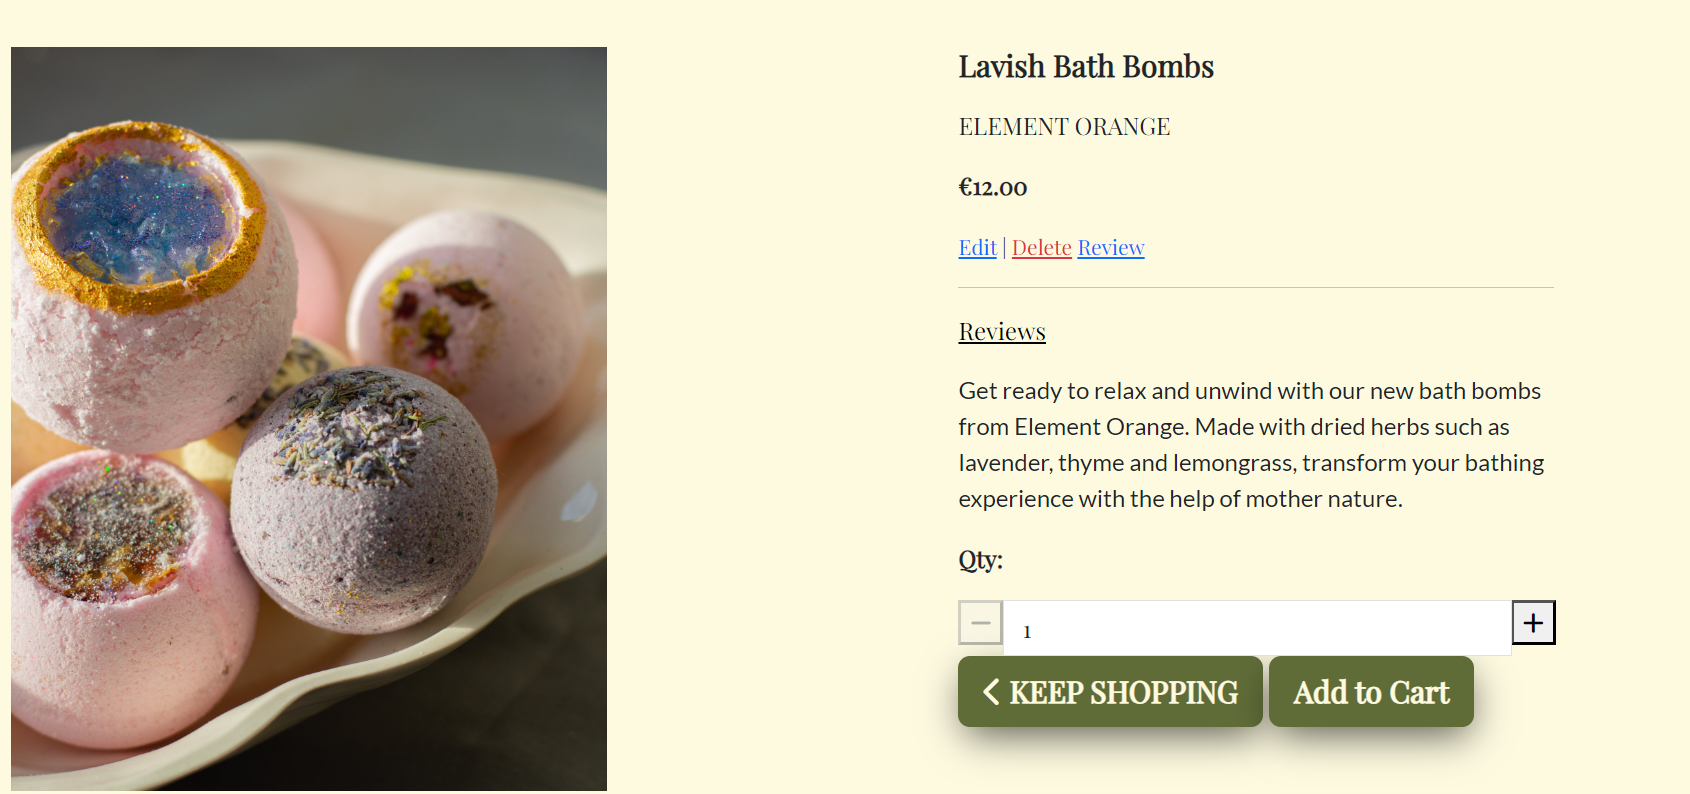 Lavish Bath Bombs
ELEMENT ORANGE
€12.00
Edit | Delete Review
Reviews
Get ready to relax and unwind with our new bath bombs
from Element Orange. Made with dried herbs such as
lavender, thyme and lemongrass, transform your bathing
experience with the help of mother nature.
Qty:
1
KEEP SHOPPING Add to Cart